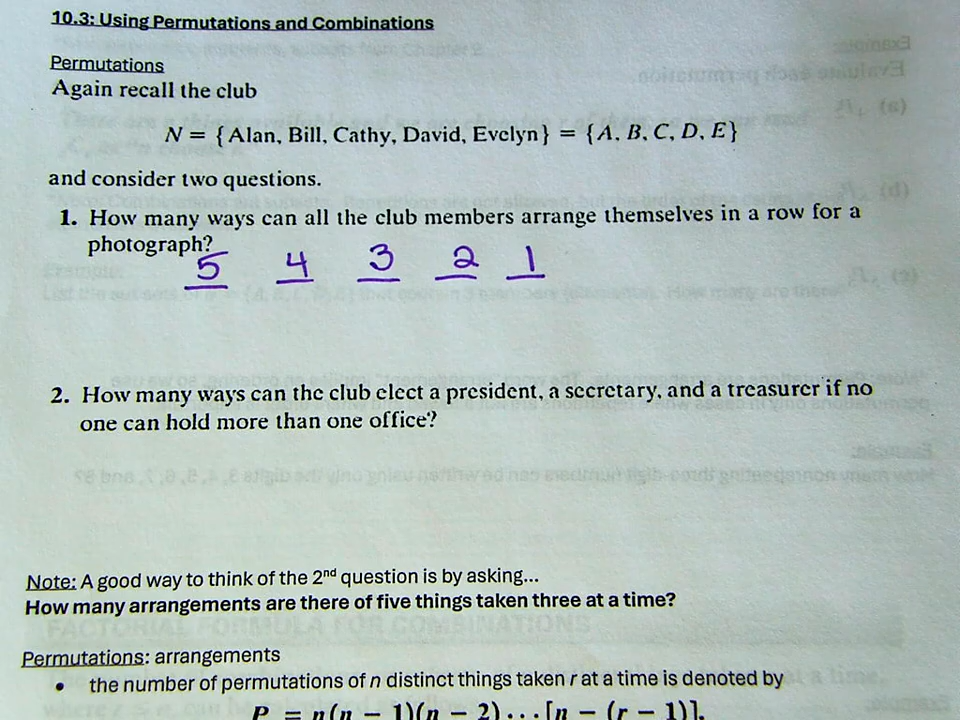 10.3: Using Permutations and Combinations
Permutations
Again recall the club
N = {Alan, Bill, Cathy, David, Evelyn} = {A, B, C, D, E}
and consider two questions.
1. How many ways can all the club members arrange themselves in a row for a
photograph?
5 4 3 2 1
2. How many ways can the club elect a president, a secretary, and a treasurer if no
one can hold more than one office?
Note: A good way to think of the 2nd question is by asking...
How many arrangements are there of five things taken three at a time?
Permutations: arrangements
• the number of permutations of n distinct things taken r at a time is denoted by
P = n(n − 1)(n − 2)···[n − (r − 1)].